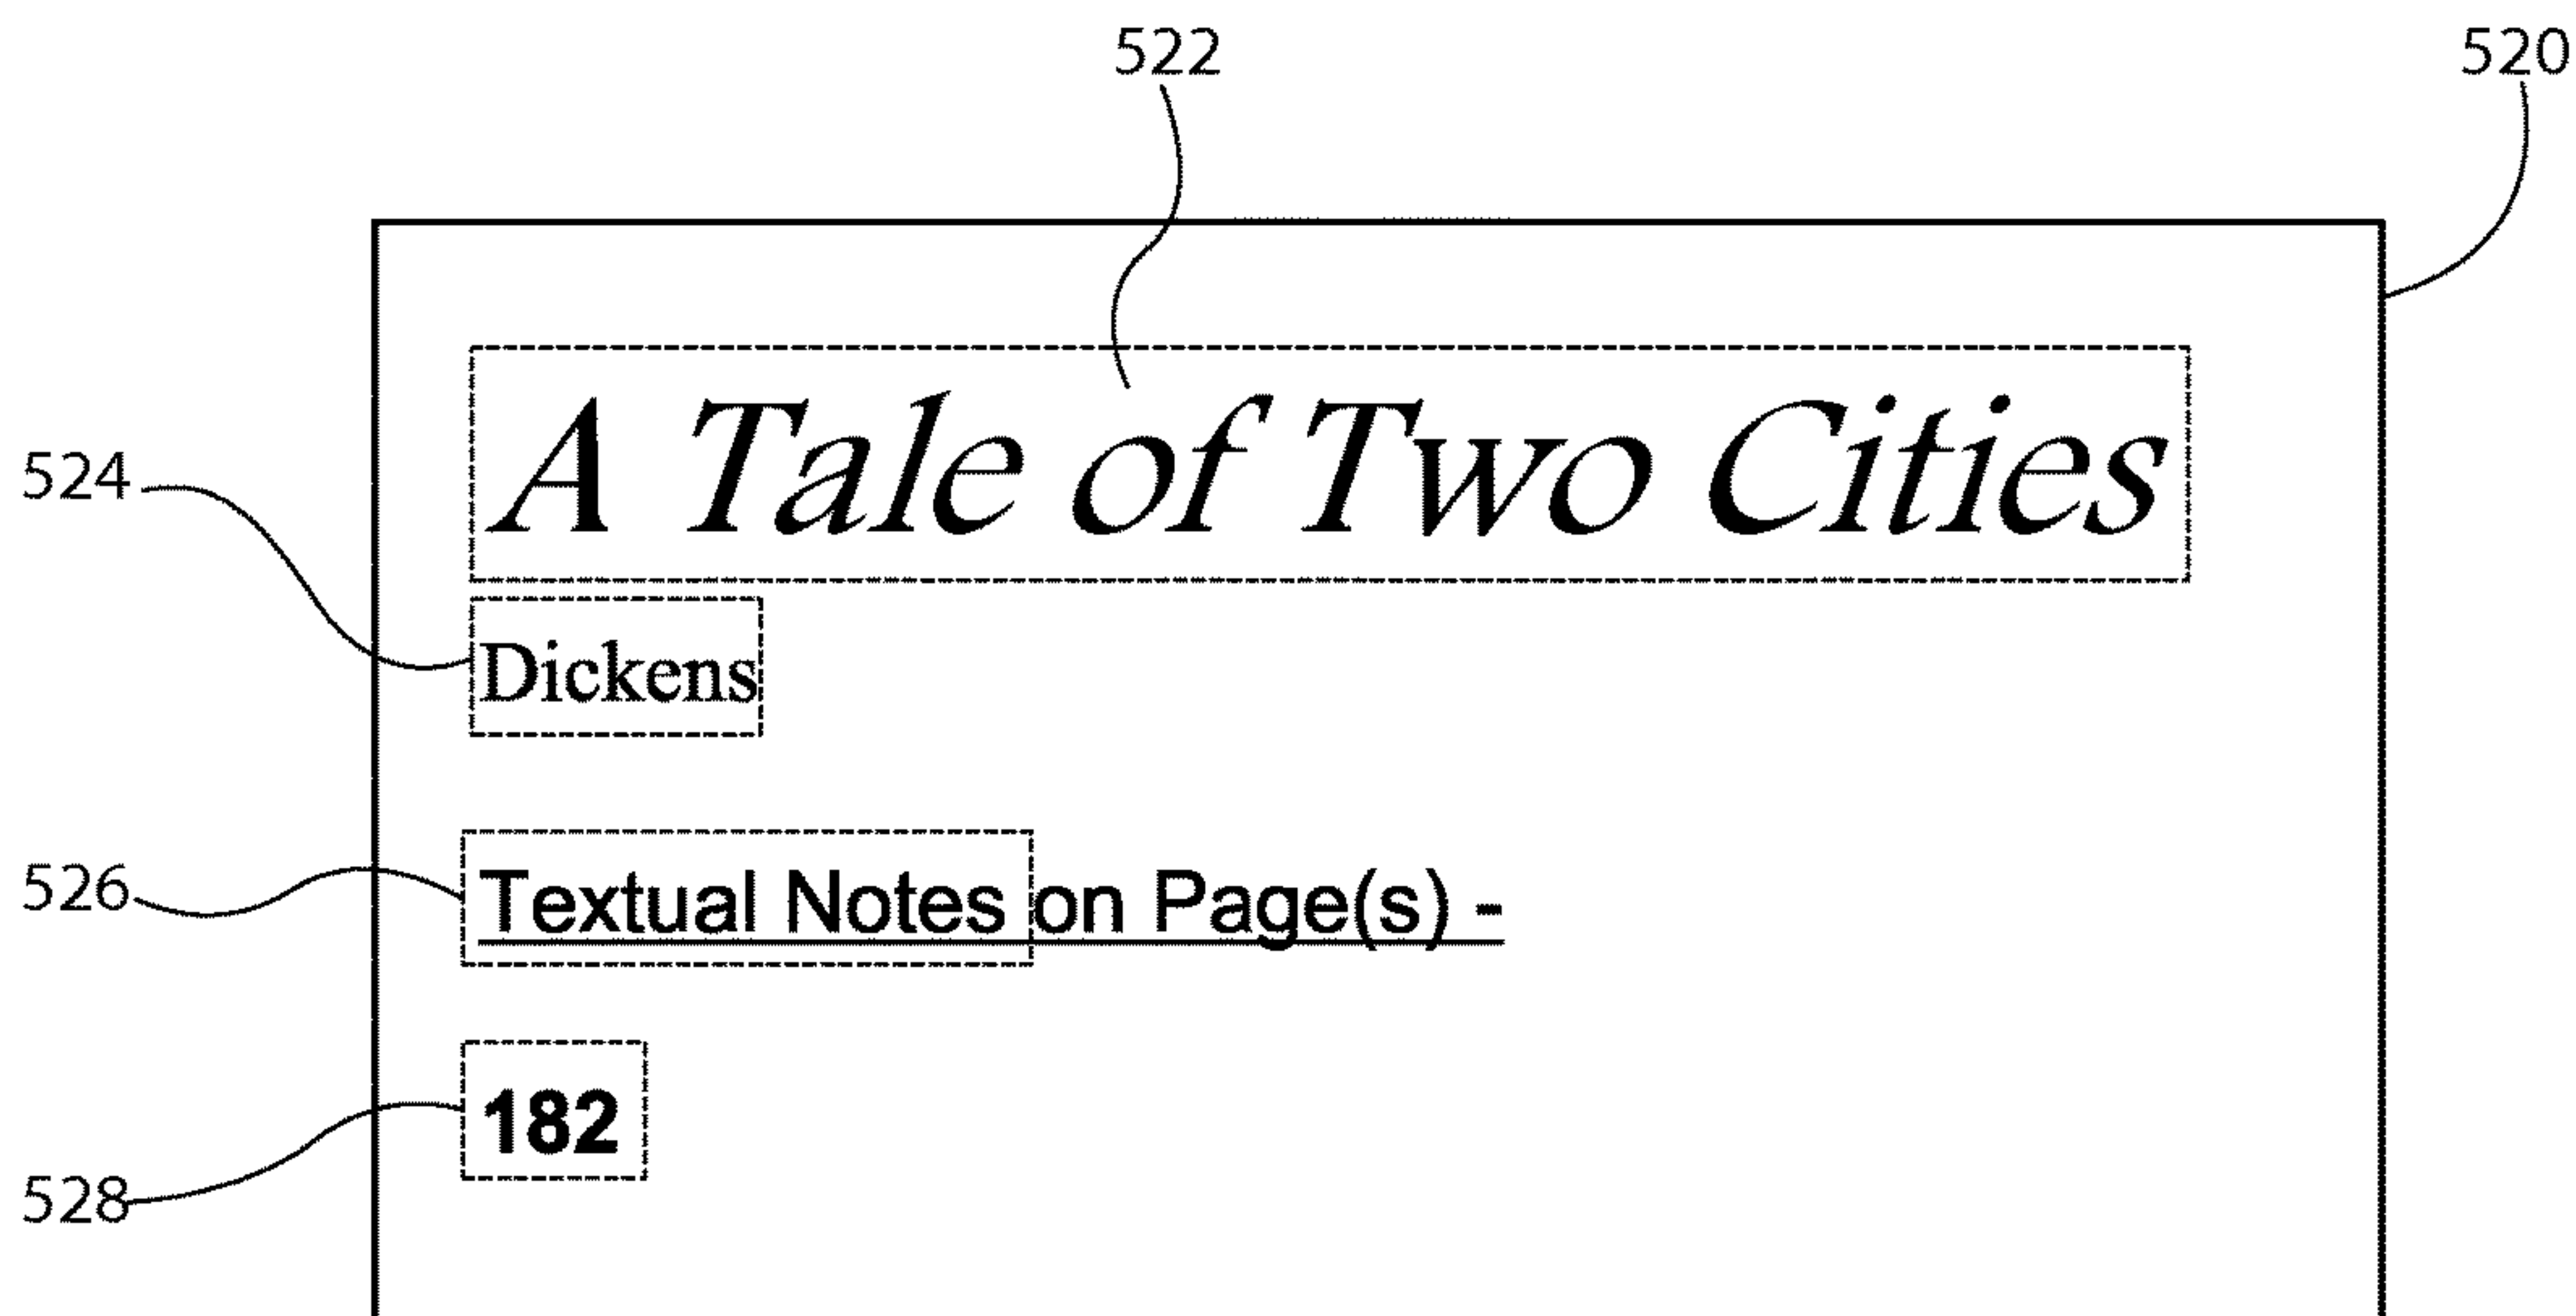 522 520
A Tale of Two Cities
524
Dickens
526 Textual Notes on Page(s) -
182
528